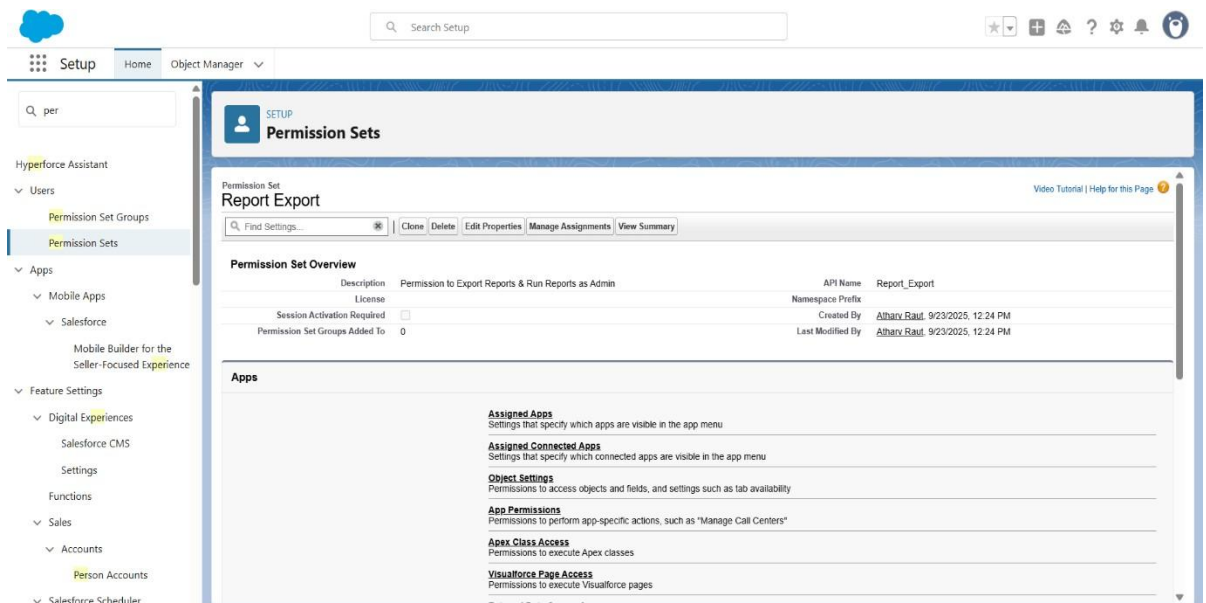 Search Setup
Setup
Home
Object Manager
per
Hyperforce Assistant
Users
Permission Set Groups
Permission Sets
Apps
Mobile Apps
Salesforce
Mobile Builder for the
Seller-Focused Experience
Feature Settings
Digital Experiences
Salesforce CMS
Settings
Functions
Sales
Accounts
Person Accounts
Salesforce Scheduler
SETUP
Permission Sets
Permission Set
Report Export
Video Tutorial | Help for this Page
Find Settings...
Clone Delete Edit Properties Manage Assignments View Summary
Permission Set Overview
Description Permission to Export Reports & Run Reports as Admin API Name Report_Export
License Namespace Prefix
Session Activation Required Created By Atharv Raut, 9/23/2025, 12:24 PM
Permission Set Groups Added To 0 Last Modified By Atharv Raut, 9/23/2025, 12:24 PM
Apps
Assigned Apps
Settings that specify which apps are visible in the app menu
Assigned Connected Apps
Settings that specify which connected apps are visible in the app menu
Object Settings
Permissions to access objects and fields, and settings such as tab availability
App Permissions
Permissions to perform app-specific actions, such as "Manage Call Centers"
Apex Class Access
Permissions to execute Apex classes
Visualforce Page Access
Permissions to execute Visualforce pages